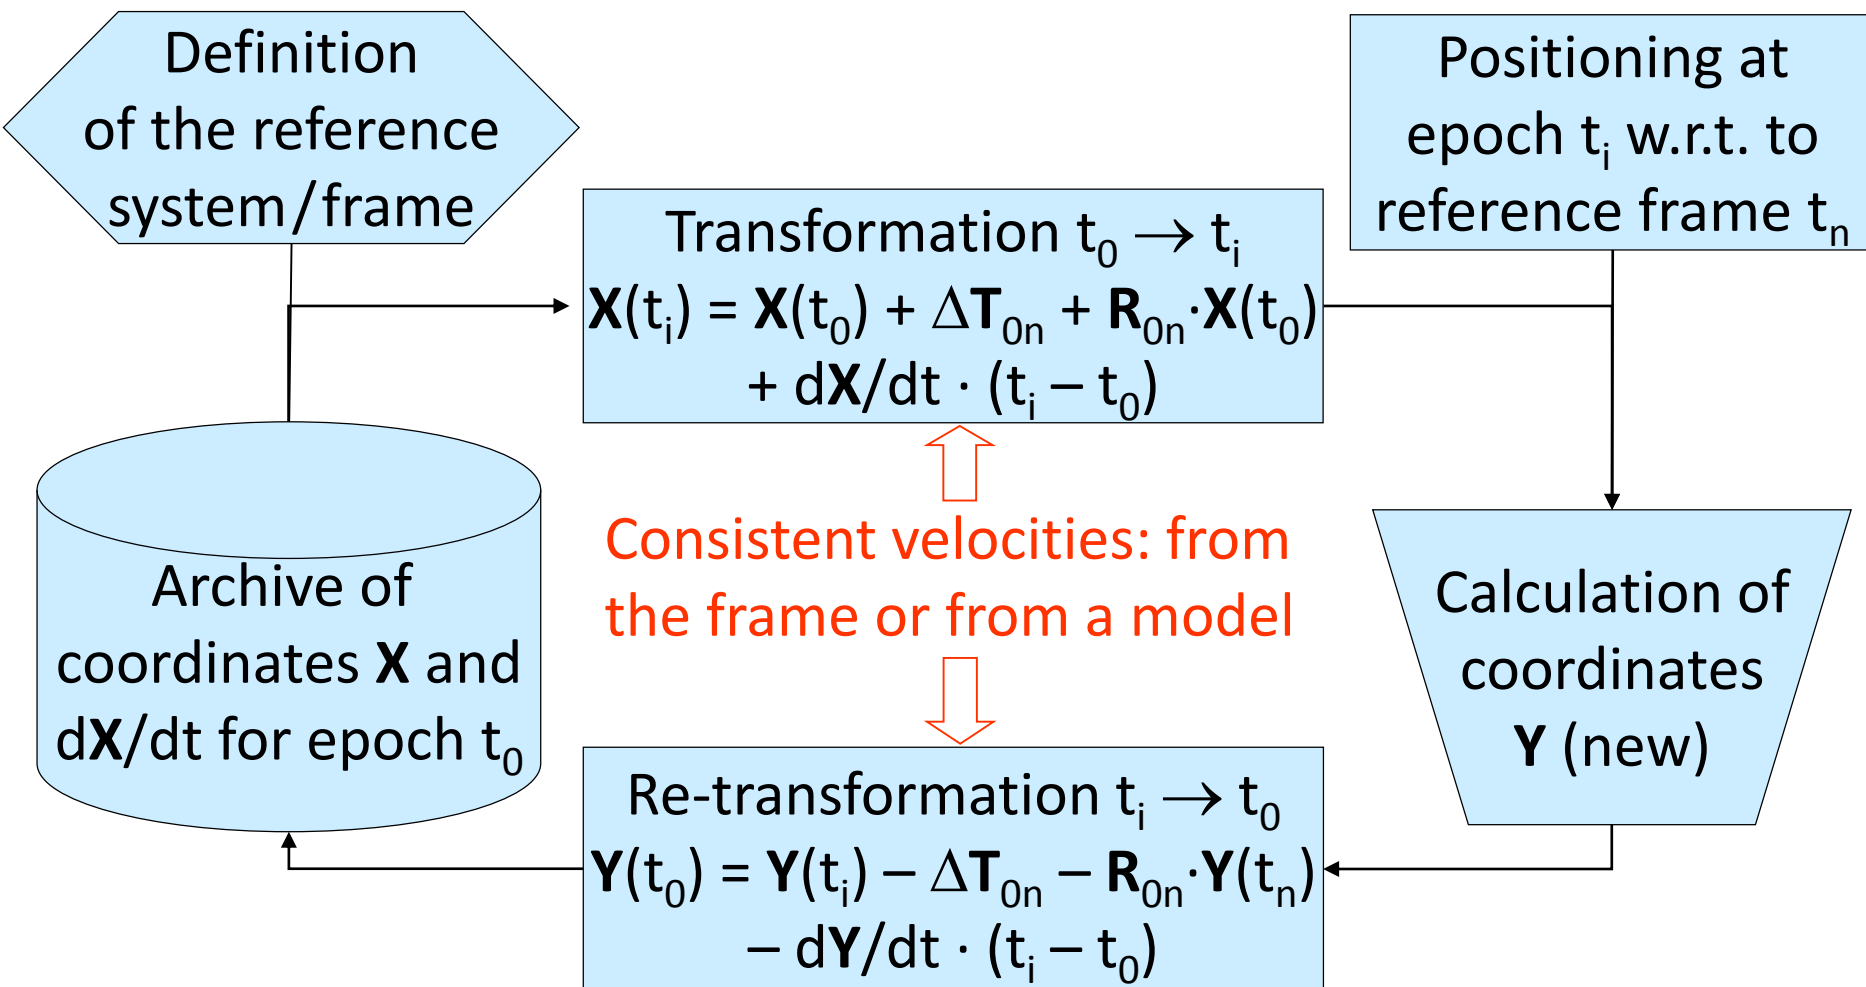 Definition
of the reference
system/frame
Positioning at
epoch tᵢ w.r.t. to
reference frame tₙ
Transformation t₀ → tᵢ
X(tᵢ) = X(t₀) + ΔT₀ₙ + R₀ₙ·X(t₀)
+ dX/dt · (tᵢ – t₀)
Consistent velocities: from
the frame or from a model
Archive of
coordinates X and
dX/dt for epoch t₀
Calculation of
coordinates
Y (new)
Re-transformation tᵢ → t₀
Y(t₀) = Y(tᵢ) – ΔT₀ₙ – R₀ₙ·Y(tₙ)
– dY/dt · (tᵢ – t₀)